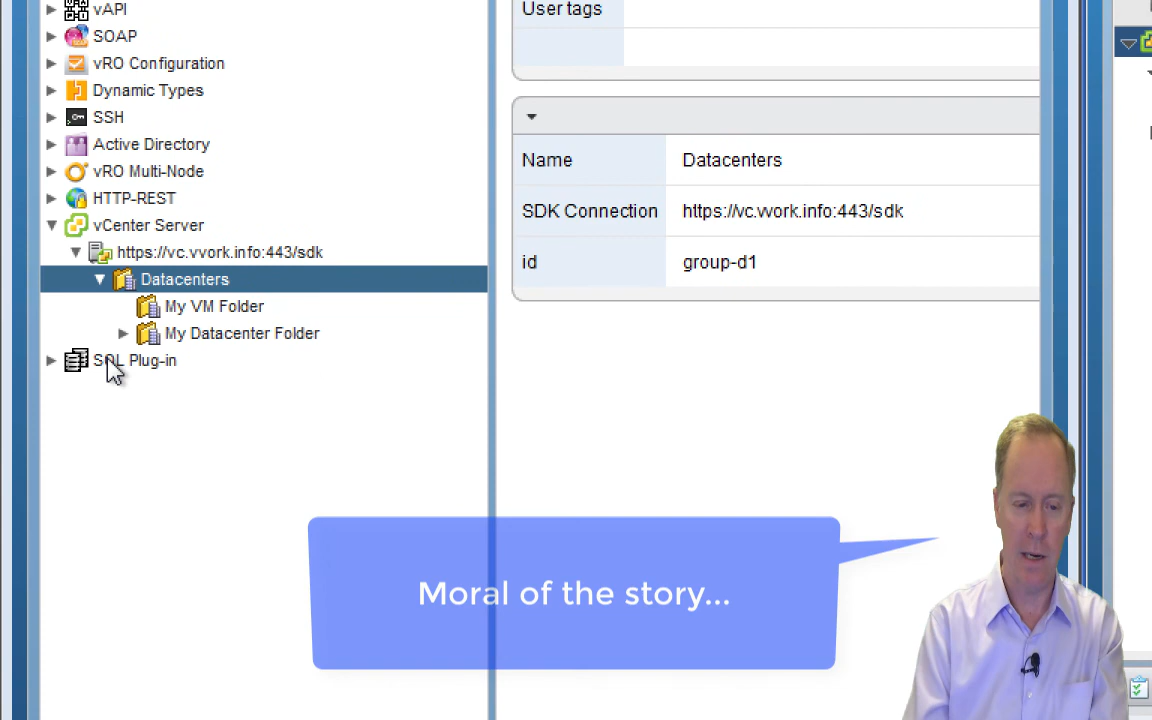 vAPI
SOAP
vRO Configuration
Dynamic Types
SSH
Active Directory
vRO Multi-Node
HTTP-REST
vCenter Server
https://vc.vvork.info:443/sdk
Datacenters
My VM Folder
My Datacenter Folder
SQL Plug-in
User tags
Name Datacenters
SDK Connection https://vc.vvork.info:443/sdk
id group-d1
Moral of the story...